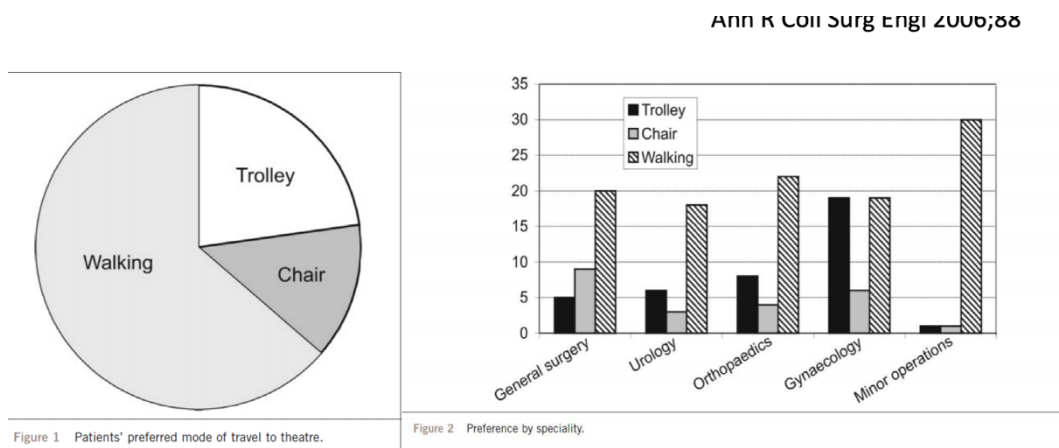 Ann R Coll Surg Engl 2006;88
Trolley
Walking
Chair
Figure 1 Patients' preferred mode of travel to theatre.
35
30
25
20
15
10
5
0
Trolley
Chair
Walking
General surgery
Urology
Orthopaedics
Gynaecology
Minor operations
Figure 2 Preference by speciality.